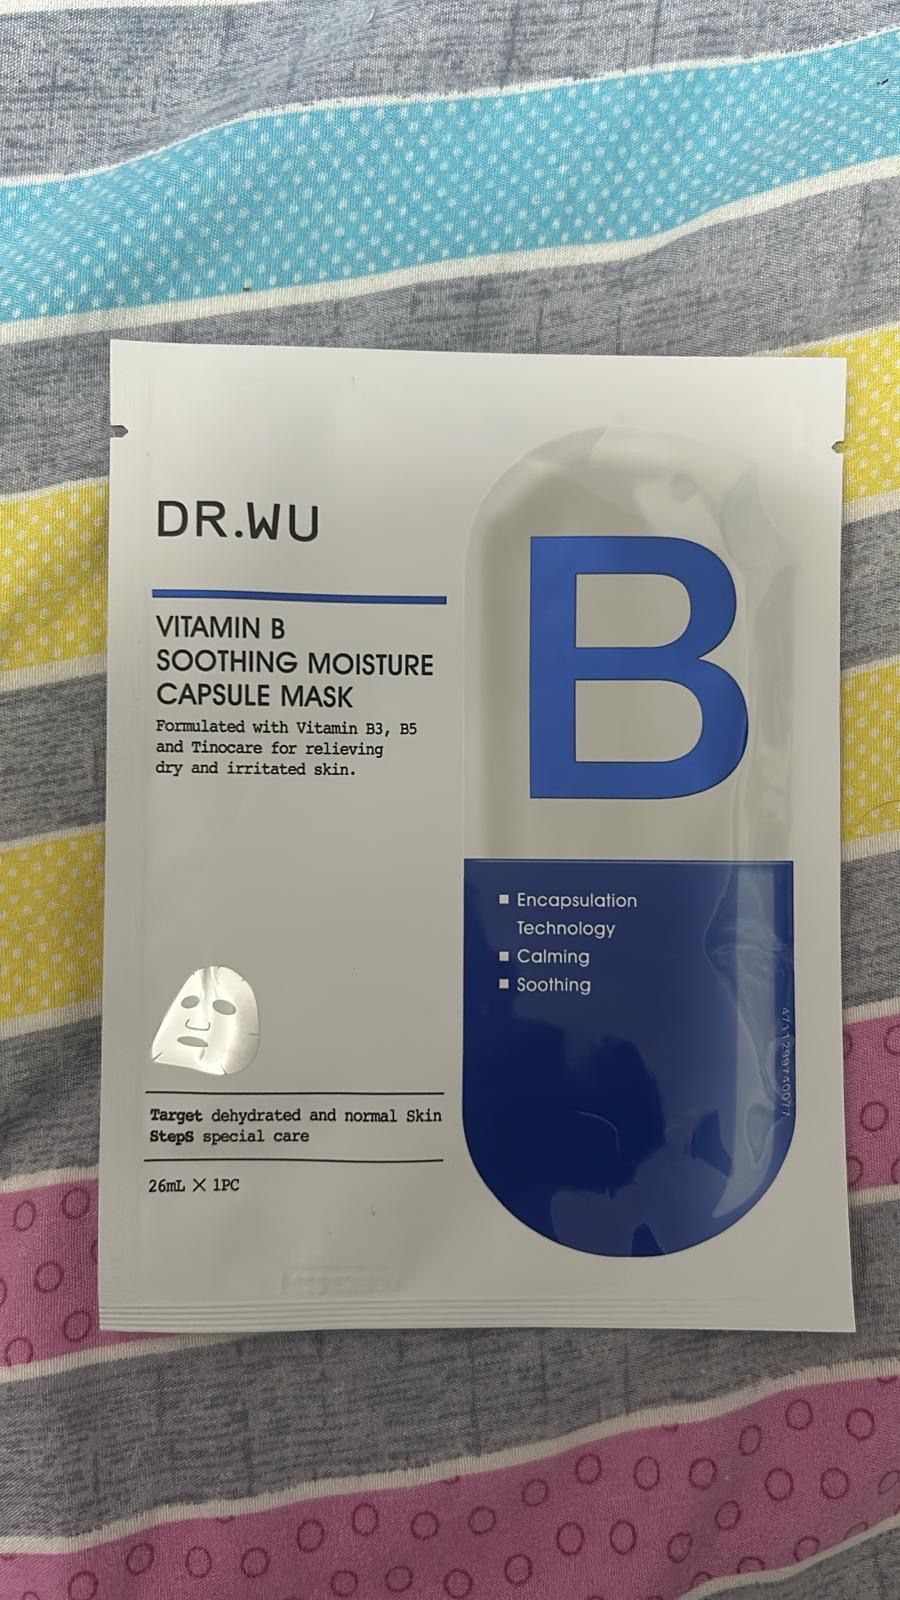 DR.WU
VITAMIN B
SOOTHING MOISTURE
CAPSULE MASK
Formulated with Vitamin B3, B5
and Tinocare for relieving
dry and irritated skin.
B
■ Encapsulation
Technology
■ Calming
■ Soothing
Target dehydrated and normal Skin
StepS special care
26mL X 1PC